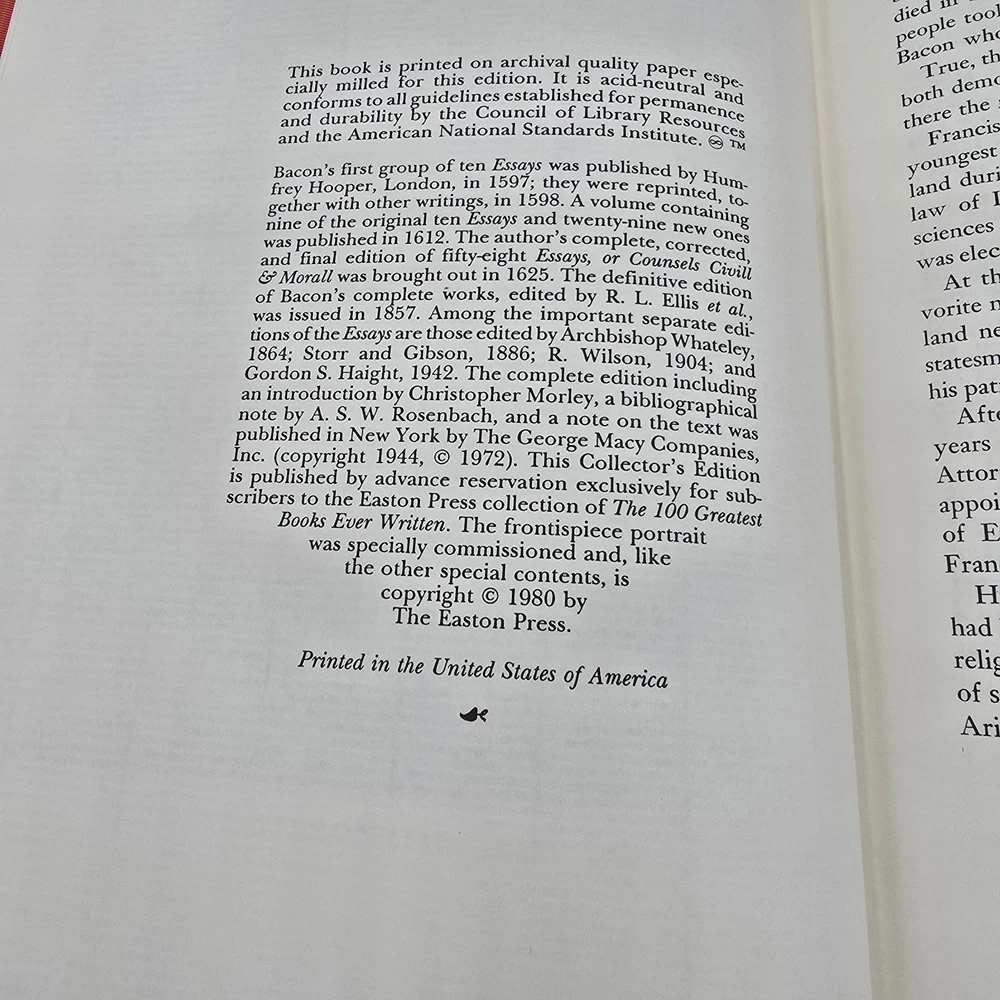 This book is printed on archival quality paper espe-
cially milled for this edition. It is acid-neutral and
conforms to all guidelines established for permanence
and durability by the Council of Library Resources
and the American National Standards Institute. ♾ ™
Bacon's first group of ten Essays was published by Hum-
frey Hooper, London, in 1597; they were reprinted, to-
gether with other writings, in 1598. A volume containing
nine of the original ten Essays and twenty-nine new ones
was published in 1612. The author's complete, corrected,
and final edition of fifty-eight Essays, or Counsels Civill
& Morall was brought out in 1625. The definitive edition
of Bacon's complete works, edited by R. L. Ellis et al.,
was issued in 1857. Among the important separate edi-
tions of the Essays are those edited by Archbishop Whateley,
1864; Storr and Gibson, 1886; R. Wilson, 1904; and
Gordon S. Haight, 1942. The complete edition including
an introduction by Christopher Morley, a bibliographical
note by A. S. W. Rosenbach, and a note on the text was
published in New York by The George Macy Companies,
Inc. (copyright 1944, © 1972). This Collector's Edition
is published by advance reservation exclusively for sub-
scribers to the Easton Press collection of The 100 Greatest
Books Ever Written. The frontispiece portrait
was specially commissioned and, like
the other special contents, is
copyright © 1980 by
The Easton Press.
Printed in the United States of America
died in
people took
Bacon who
True, th
both demo
there the
Francis
youngest
land duri
law of
sciences
was elec
At th
vorite
land ne
statesm
his pat
Afte
years
Attor
appoi
of E
Fran
H
had
relig
of s
Ari